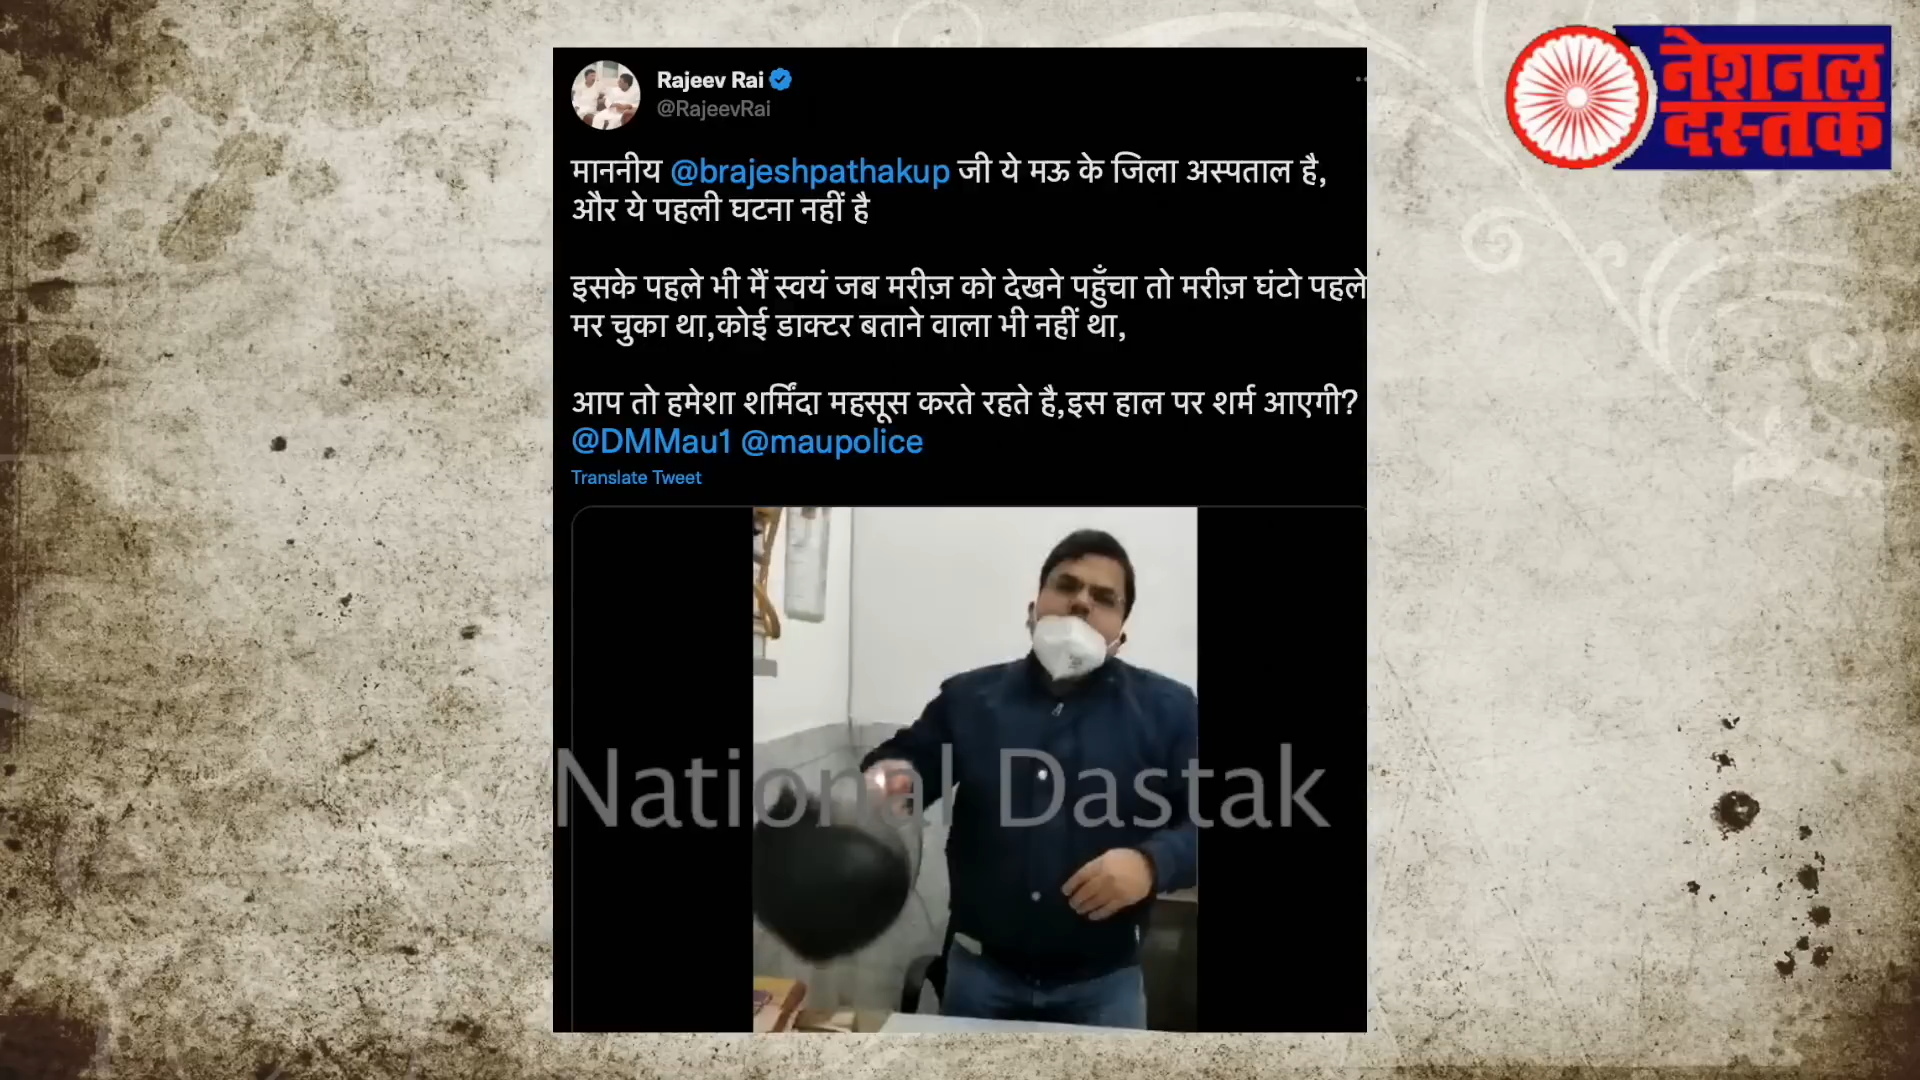 नेशनल
दस्तक
Rajeev Rai
@RajeevRai
माननीय @brajeshpathakup जी ये मऊ के जिला अस्पताल है,
और ये पहली घटना नहीं है
इसके पहले भी मैं स्वयं जब मरीज़ को देखने पहुँचा तो मरीज़ घंटो पहले
मर चुका था,कोई डाक्टर बताने वाला भी नहीं था,
आप तो हमेशा शर्मिंदा महसूस करते रहते है,इस हाल पर शर्म आएगी?
@DMMau1 @maupolice
Translate Tweet
National Dastak